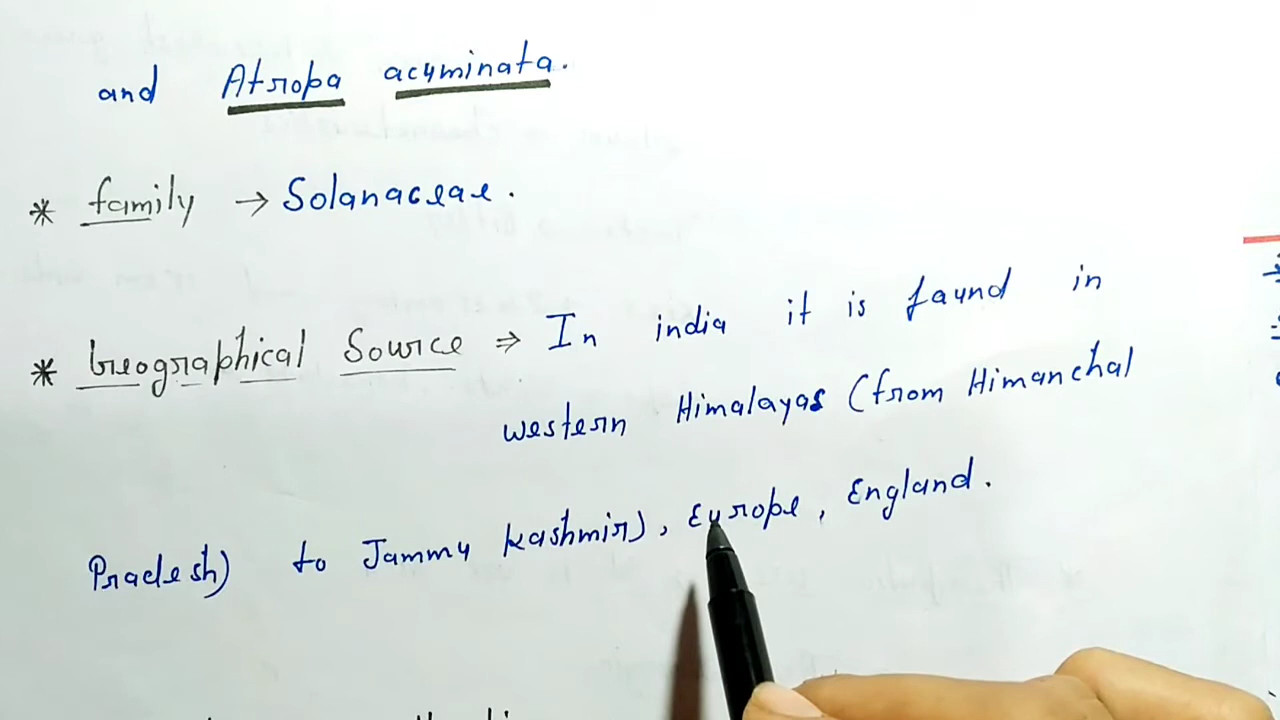 and Atropa acuminata.
* family → Solanaceae.
* Geographical Source ⇒ In india it is faund in
western Himalayas (from Himanchal
Pradesh) to Jammu Kashmir), Europe, England.